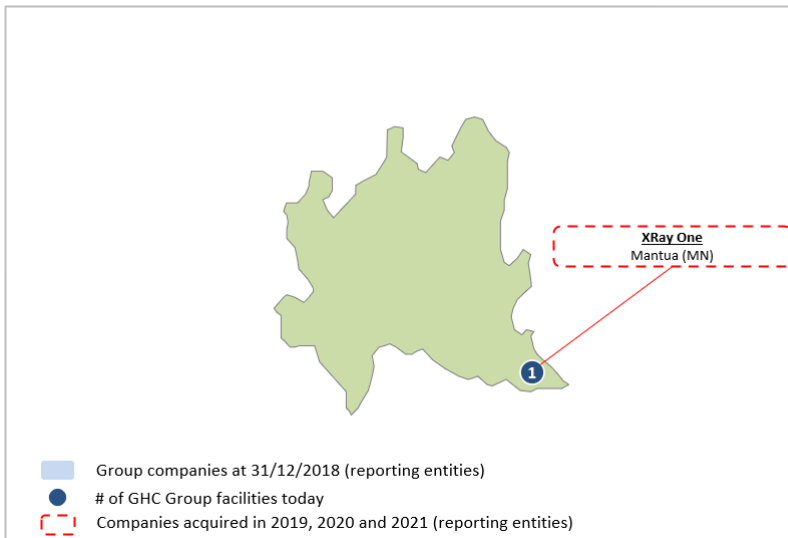 XRay One
Mantua (MN)
1
Group companies at 31/12/2018 (reporting entities)
# of GHC Group facilities today
Companies acquired in 2019, 2020 and 2021 (reporting entities)